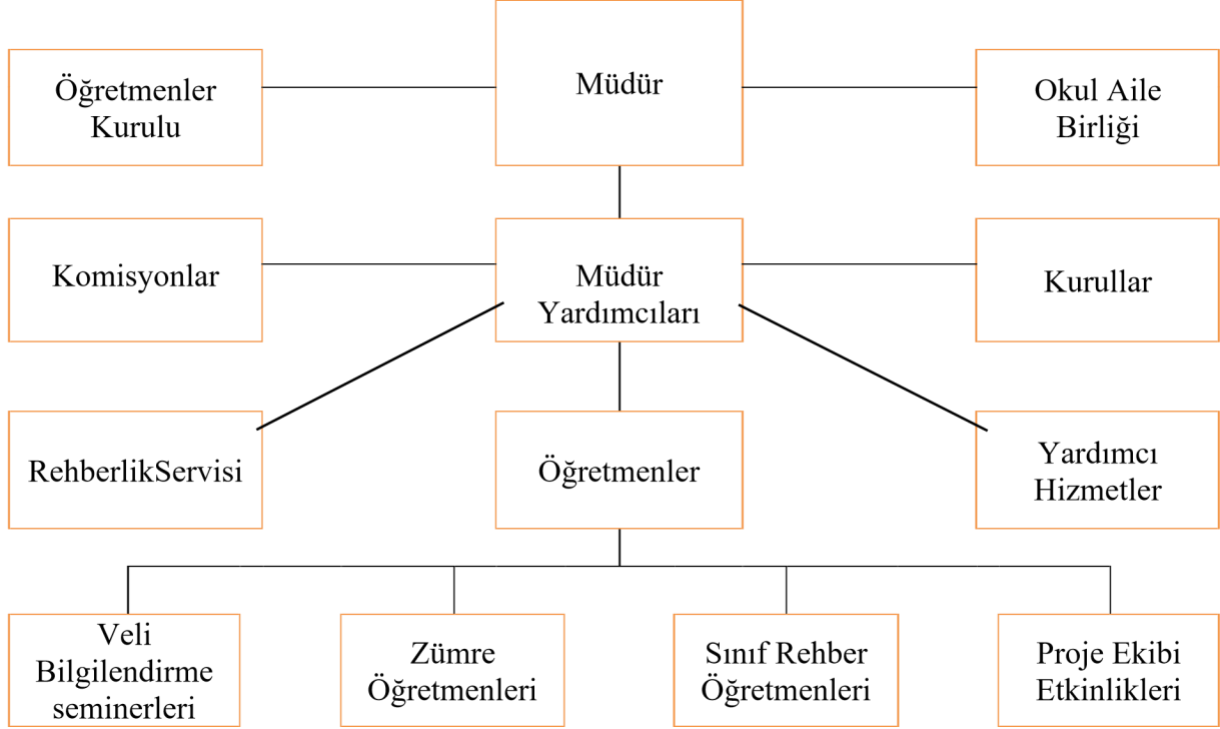 Müdür
Öğretmenler
Kurulu
Okul Aile
Birliği
Komisyonlar
Müdür
Yardımcıları
Kurullar
RehberlikServisi
Öğretmenler
Yardımcı
Hizmetler
Veli
Bilgilendirme
seminerleri
Zümre
Öğretmenleri
Sınıf Rehber
Öğretmenleri
Proje Ekibi
Etkinlikleri